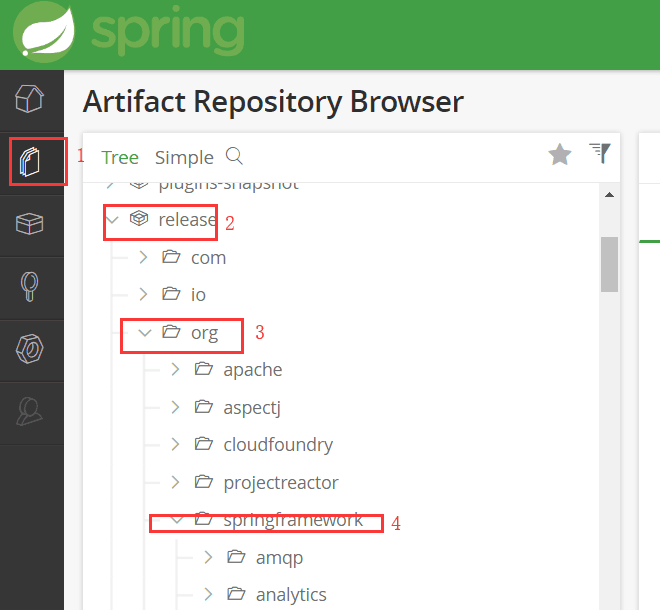 spring
Artifact Repository Browser
1
Tree Simple
plugins-snapshot
release 2
com
io
org 3
apache
aspectj
cloudfoundry
projectreactor
springframework 4
amqp
analytics